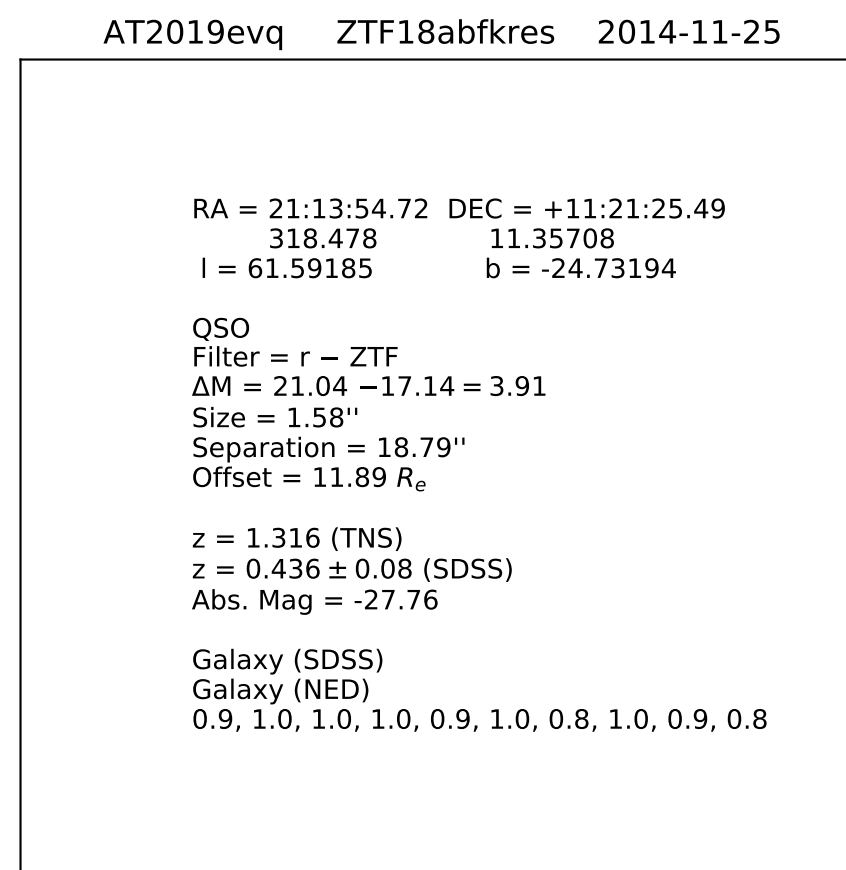 AT2019evq ZTF18abfkres 2014-11-25
RA = 21:13:54.72 DEC = +11:21:25.49
318.478 11.35708
l = 61.59185 b = -24.73194
QSO
Filter = r − ZTF
ΔM = 21.04 −17.14 = 3.91
Size = 1.58''
Separation = 18.79''
Offset = 11.89 Rₑ
z = 1.316 (TNS)
z = 0.436 ± 0.08 (SDSS)
Abs. Mag = -27.76
Galaxy (SDSS)
Galaxy (NED)
0.9, 1.0, 1.0, 1.0, 0.9, 1.0, 0.8, 1.0, 0.9, 0.8